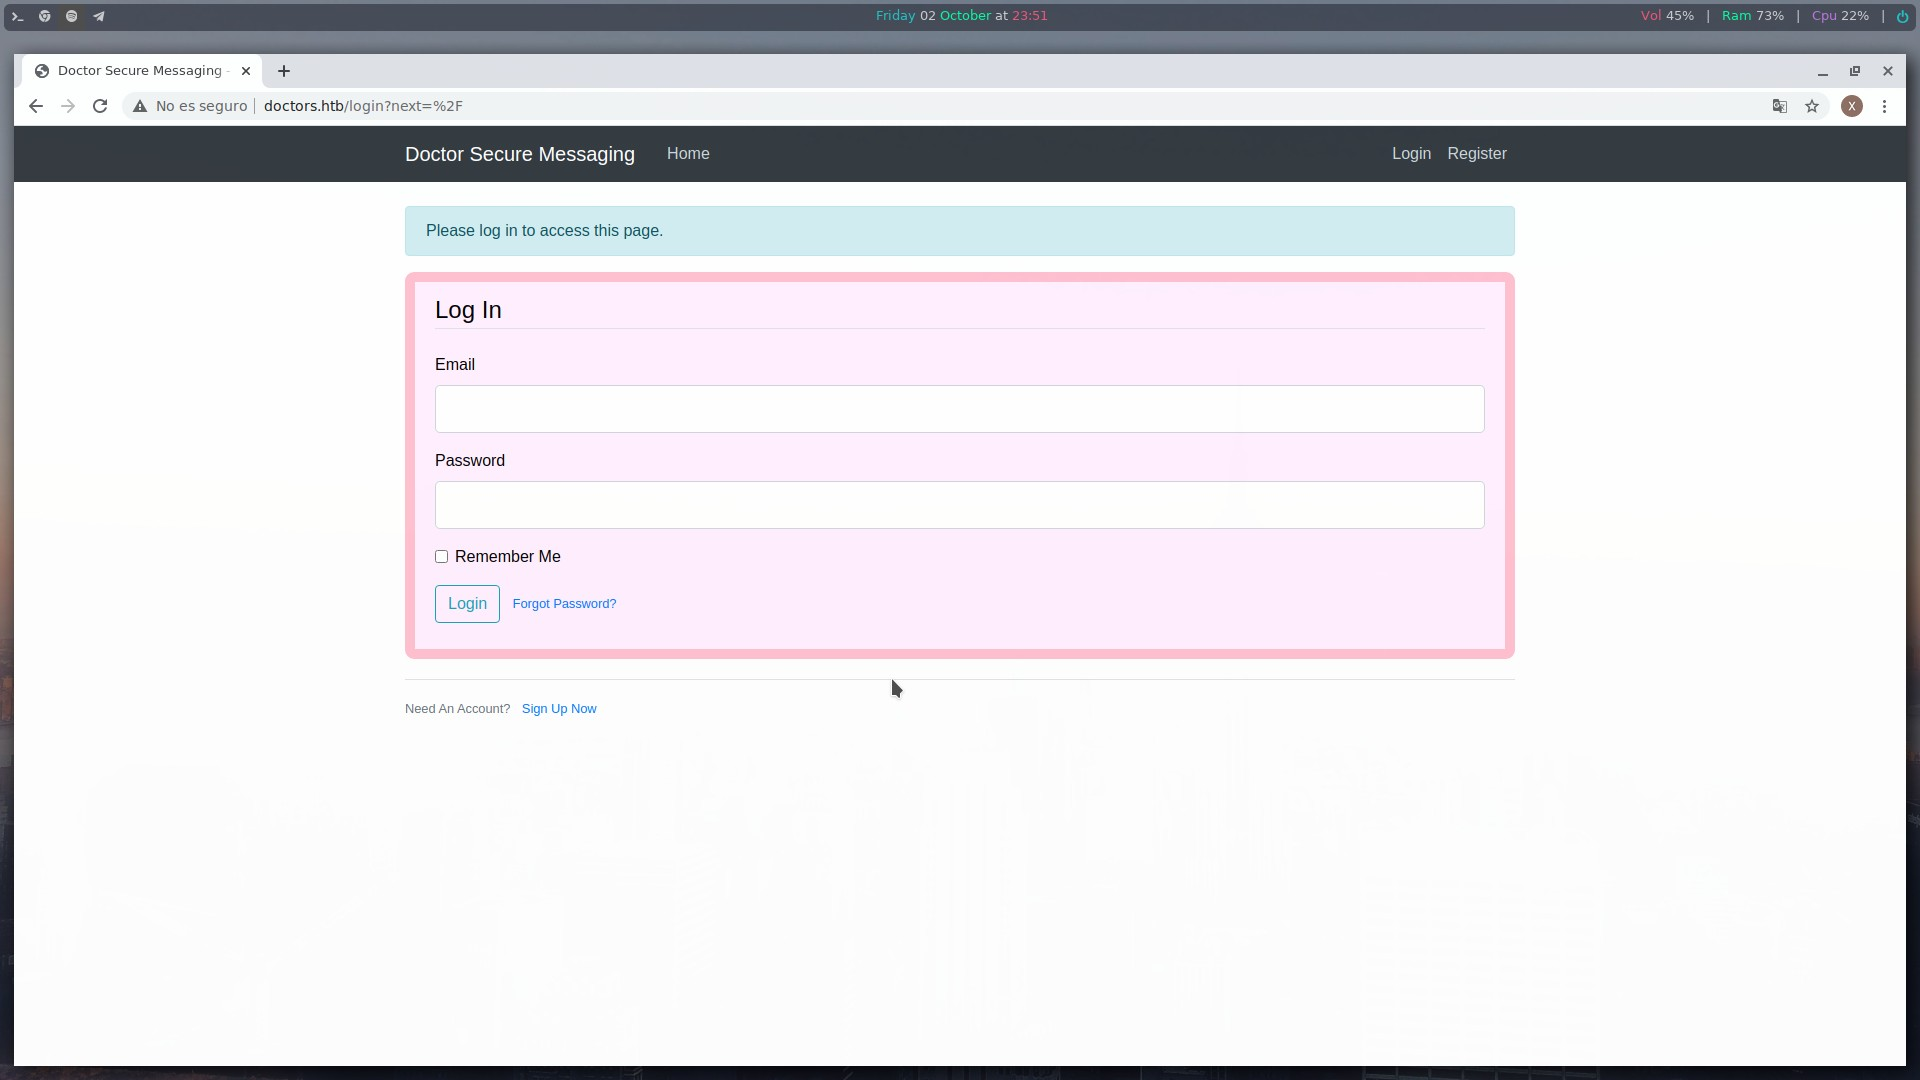 Friday 02 October at 23:51
Vol 45% | Ram 73% | Cpu 22% |
Doctor Secure Messaging -
No es seguro | doctors.htb/login?next=%2F
X
Doctor Secure Messaging Home Login Register
Please log in to access this page.
Log In
Email
Password
Remember Me
Login Forgot Password?
Need An Account? Sign Up Now